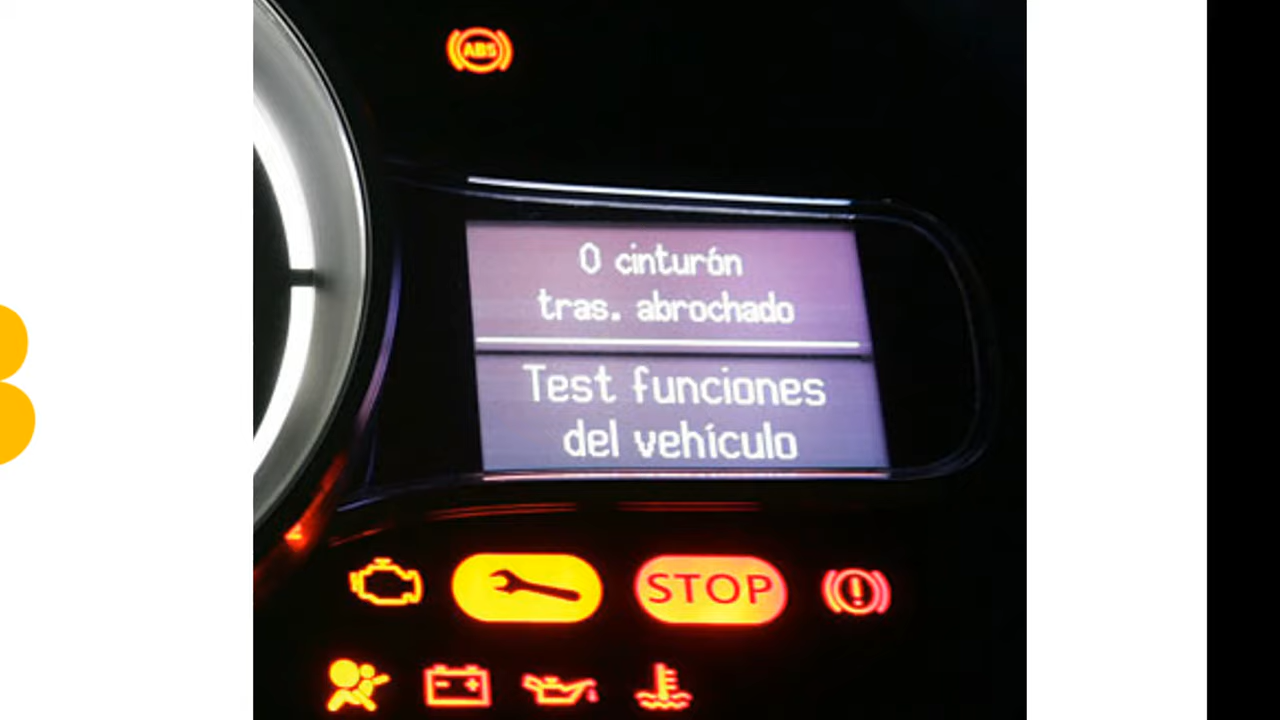 ABS
0 cinturón
tras. abrochado
Test funciones
del vehículo
STOP